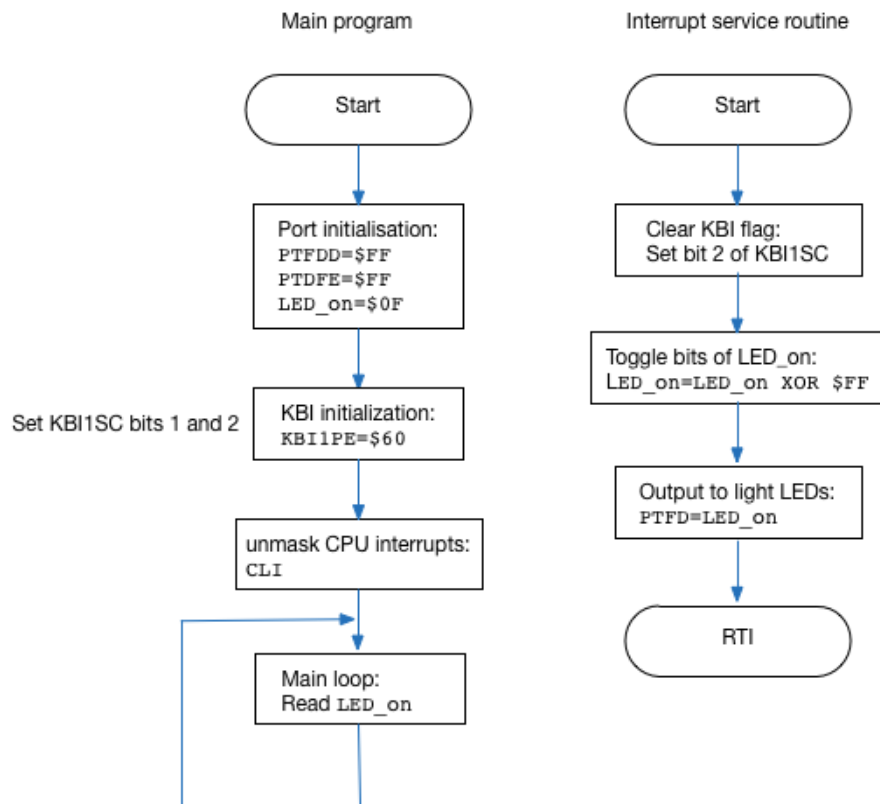 Main program
Start
Port initialisation:
PTFDD=$FF
PTDFE=$FF
LED_on=$0F
Set KBI1SC bits 1 and 2
KBI initialization:
KBI1PE=$60
unmask CPU interrupts:
CLI
Main loop:
Read LED_on
Interrupt service routine
Start
Clear KBI flag:
Set bit 2 of KBI1SC
Toggle bits of LED_on:
LED_on=LED_on XOR $FF
Output to light LEDs:
PTFD=LED_on
RTI